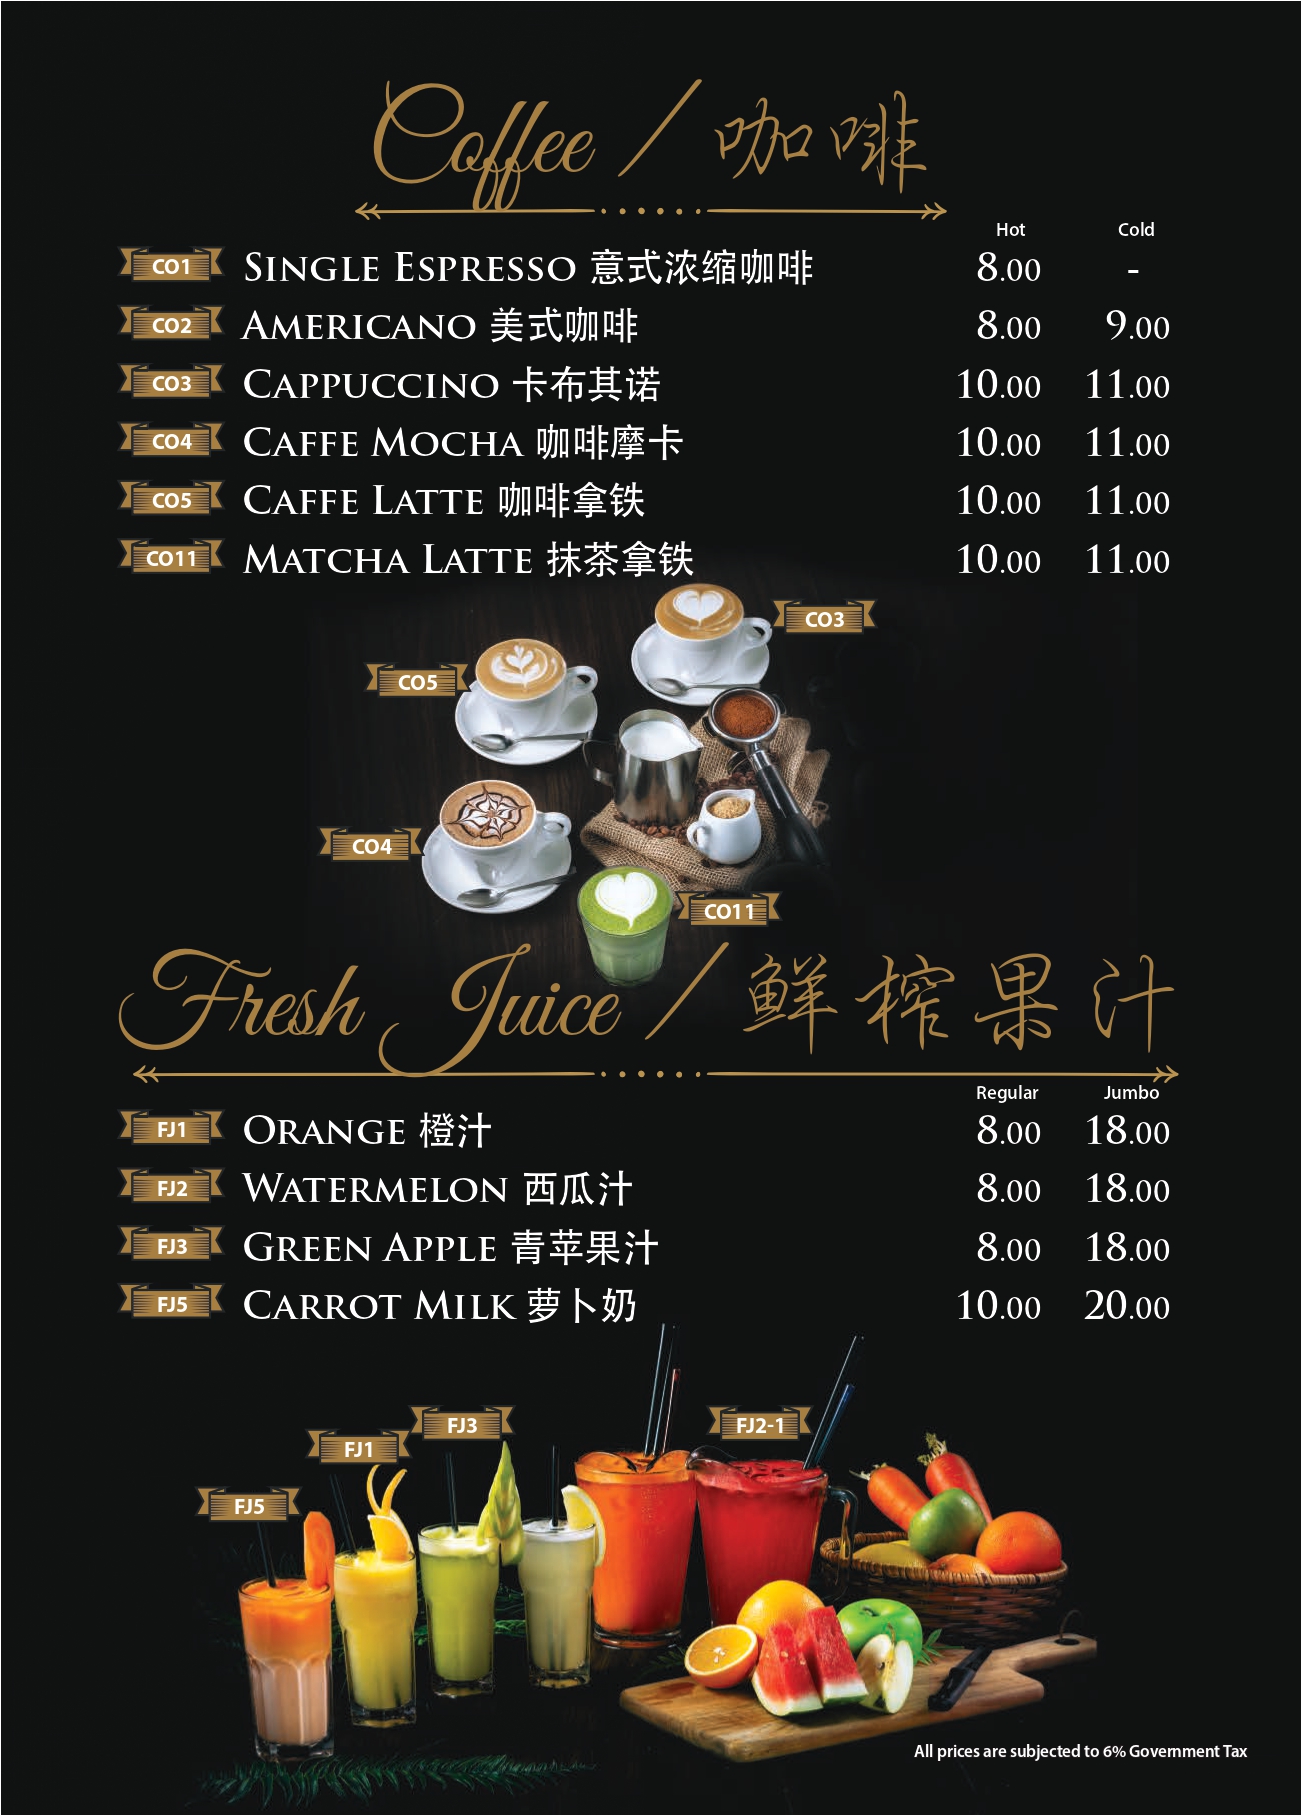 Coffee / 咖啡
Hot Cold
CO1 Single Espresso 意式浓缩咖啡 8.00 -
CO2 Americano 美式咖啡 8.00 9.00
CO3 Cappuccino 卡布其诺 10.00 11.00
CO4 Caffe Mocha 咖啡摩卡 10.00 11.00
CO5 Caffe Latte 咖啡拿铁 10.00 11.00
CO11 Matcha Latte 抹茶拿铁 10.00 11.00
CO3
CO5
CO4
CO11
Fresh Juice / 鲜榨果汁
Regular Jumbo
FJ1 Orange 橙汁 8.00 18.00
FJ2 Watermelon 西瓜汁 8.00 18.00
FJ3 Green Apple 青苹果汁 8.00 18.00
FJ5 Carrot Milk 萝卜奶 10.00 20.00
FJ3
FJ2-1
FJ1
FJ5
All prices are subjected to 6% Government Tax